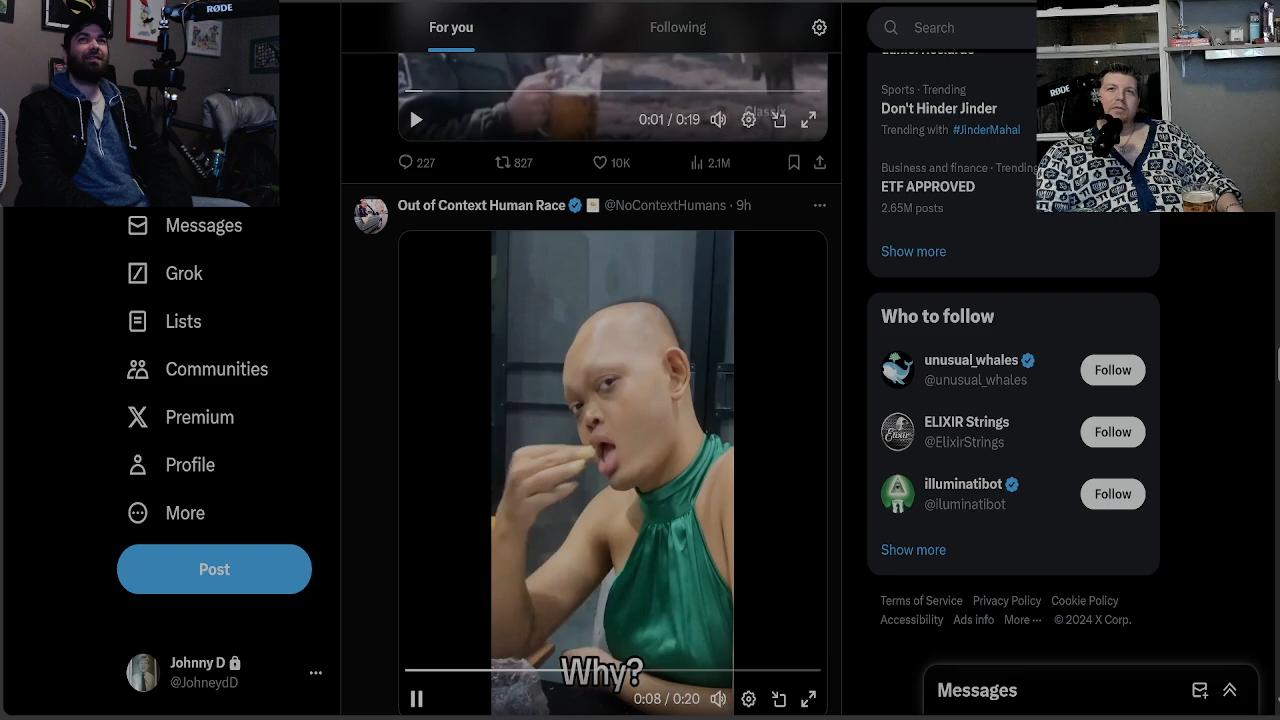 RØDE
For you
Following
Search
RØDE
Classix
0:01 / 0:19
227
827
10K
2.1M
Sports · Trending
Don't Hinder Jinder
Trending with #JinderMahal
Business and finance · Trending
ETF APPROVED
2.65M posts
Show more
Out of Context Human Race @NoContextHumans · 9h
Messages
Grok
Lists
Communities
Premium
Profile
More
Post
Johnny D
@JohneydD
Why?
0:08 / 0:20
Who to follow
unusual_whales
@unusual_whales
Follow
ELIXIR Strings
@ElixirStrings
Follow
illuminatibot
@iluminatibot
Follow
Show more
Terms of Service Privacy Policy Cookie Policy
Accessibility Ads info More ··· © 2024 X Corp.
Messages